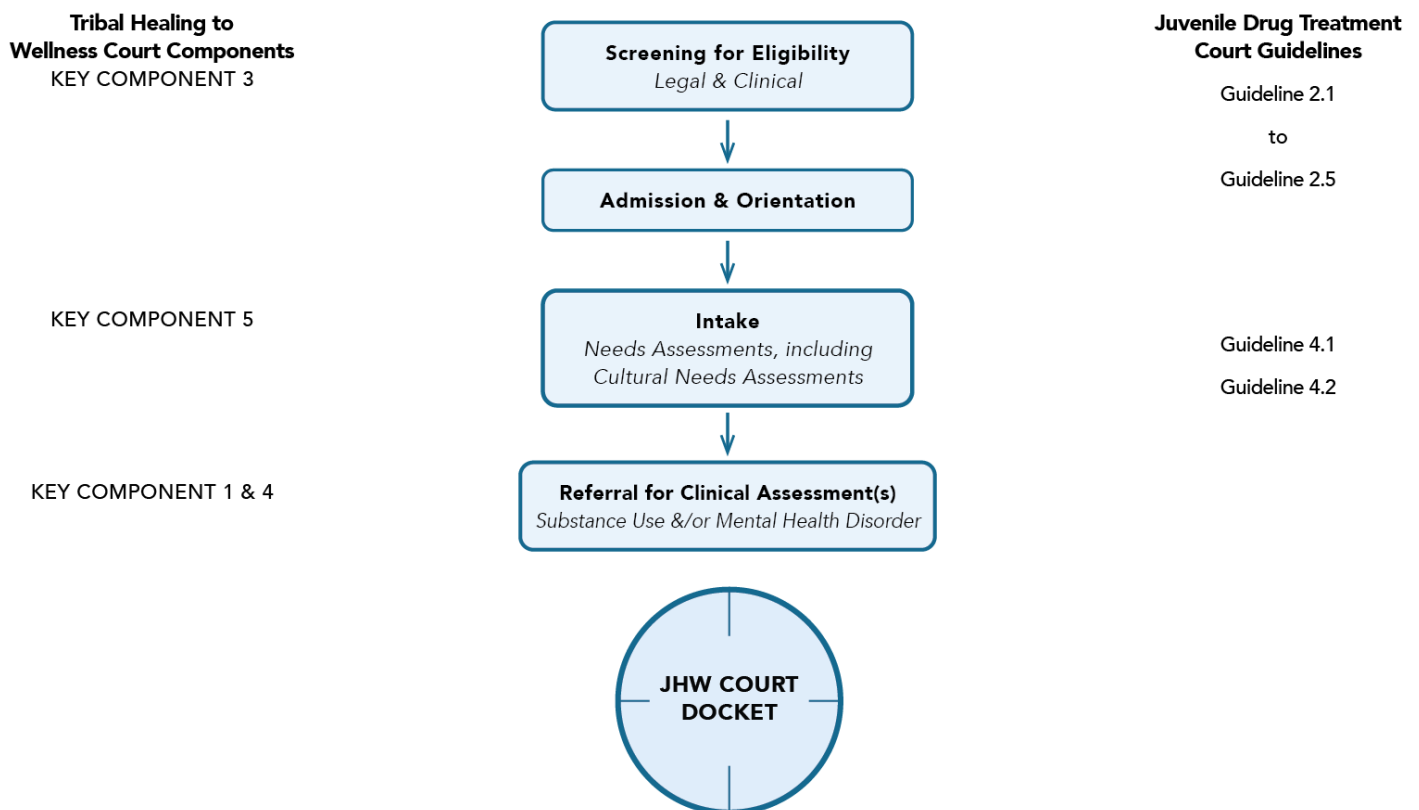 Tribal Healing to
Wellness Court Components
KEY COMPONENT 3
Screening for Eligibility
Legal & Clinical
Juvenile Drug Treatment
Court Guidelines
Guideline 2.1
to
Guideline 2.5
Admission & Orientation
KEY COMPONENT 5
Intake
Needs Assessments, including
Cultural Needs Assessments
Guideline 4.1
Guideline 4.2
KEY COMPONENT 1 & 4
Referral for Clinical Assessment(s)
Substance Use &/or Mental Health Disorder
JHW COURT
DOCKET